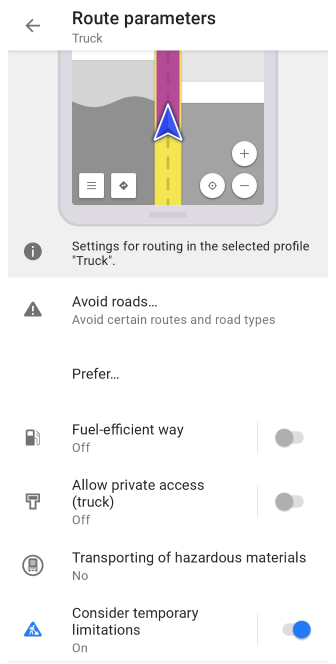 Route parameters
Truck
Settings for routing in the selected profile
"Truck".
Avoid roads…
Avoid certain routes and road types
Prefer…
Fuel-efficient way
Off
Allow private access
(truck)
Off
Transporting of hazardous materials
No
Consider temporary
limitations
On